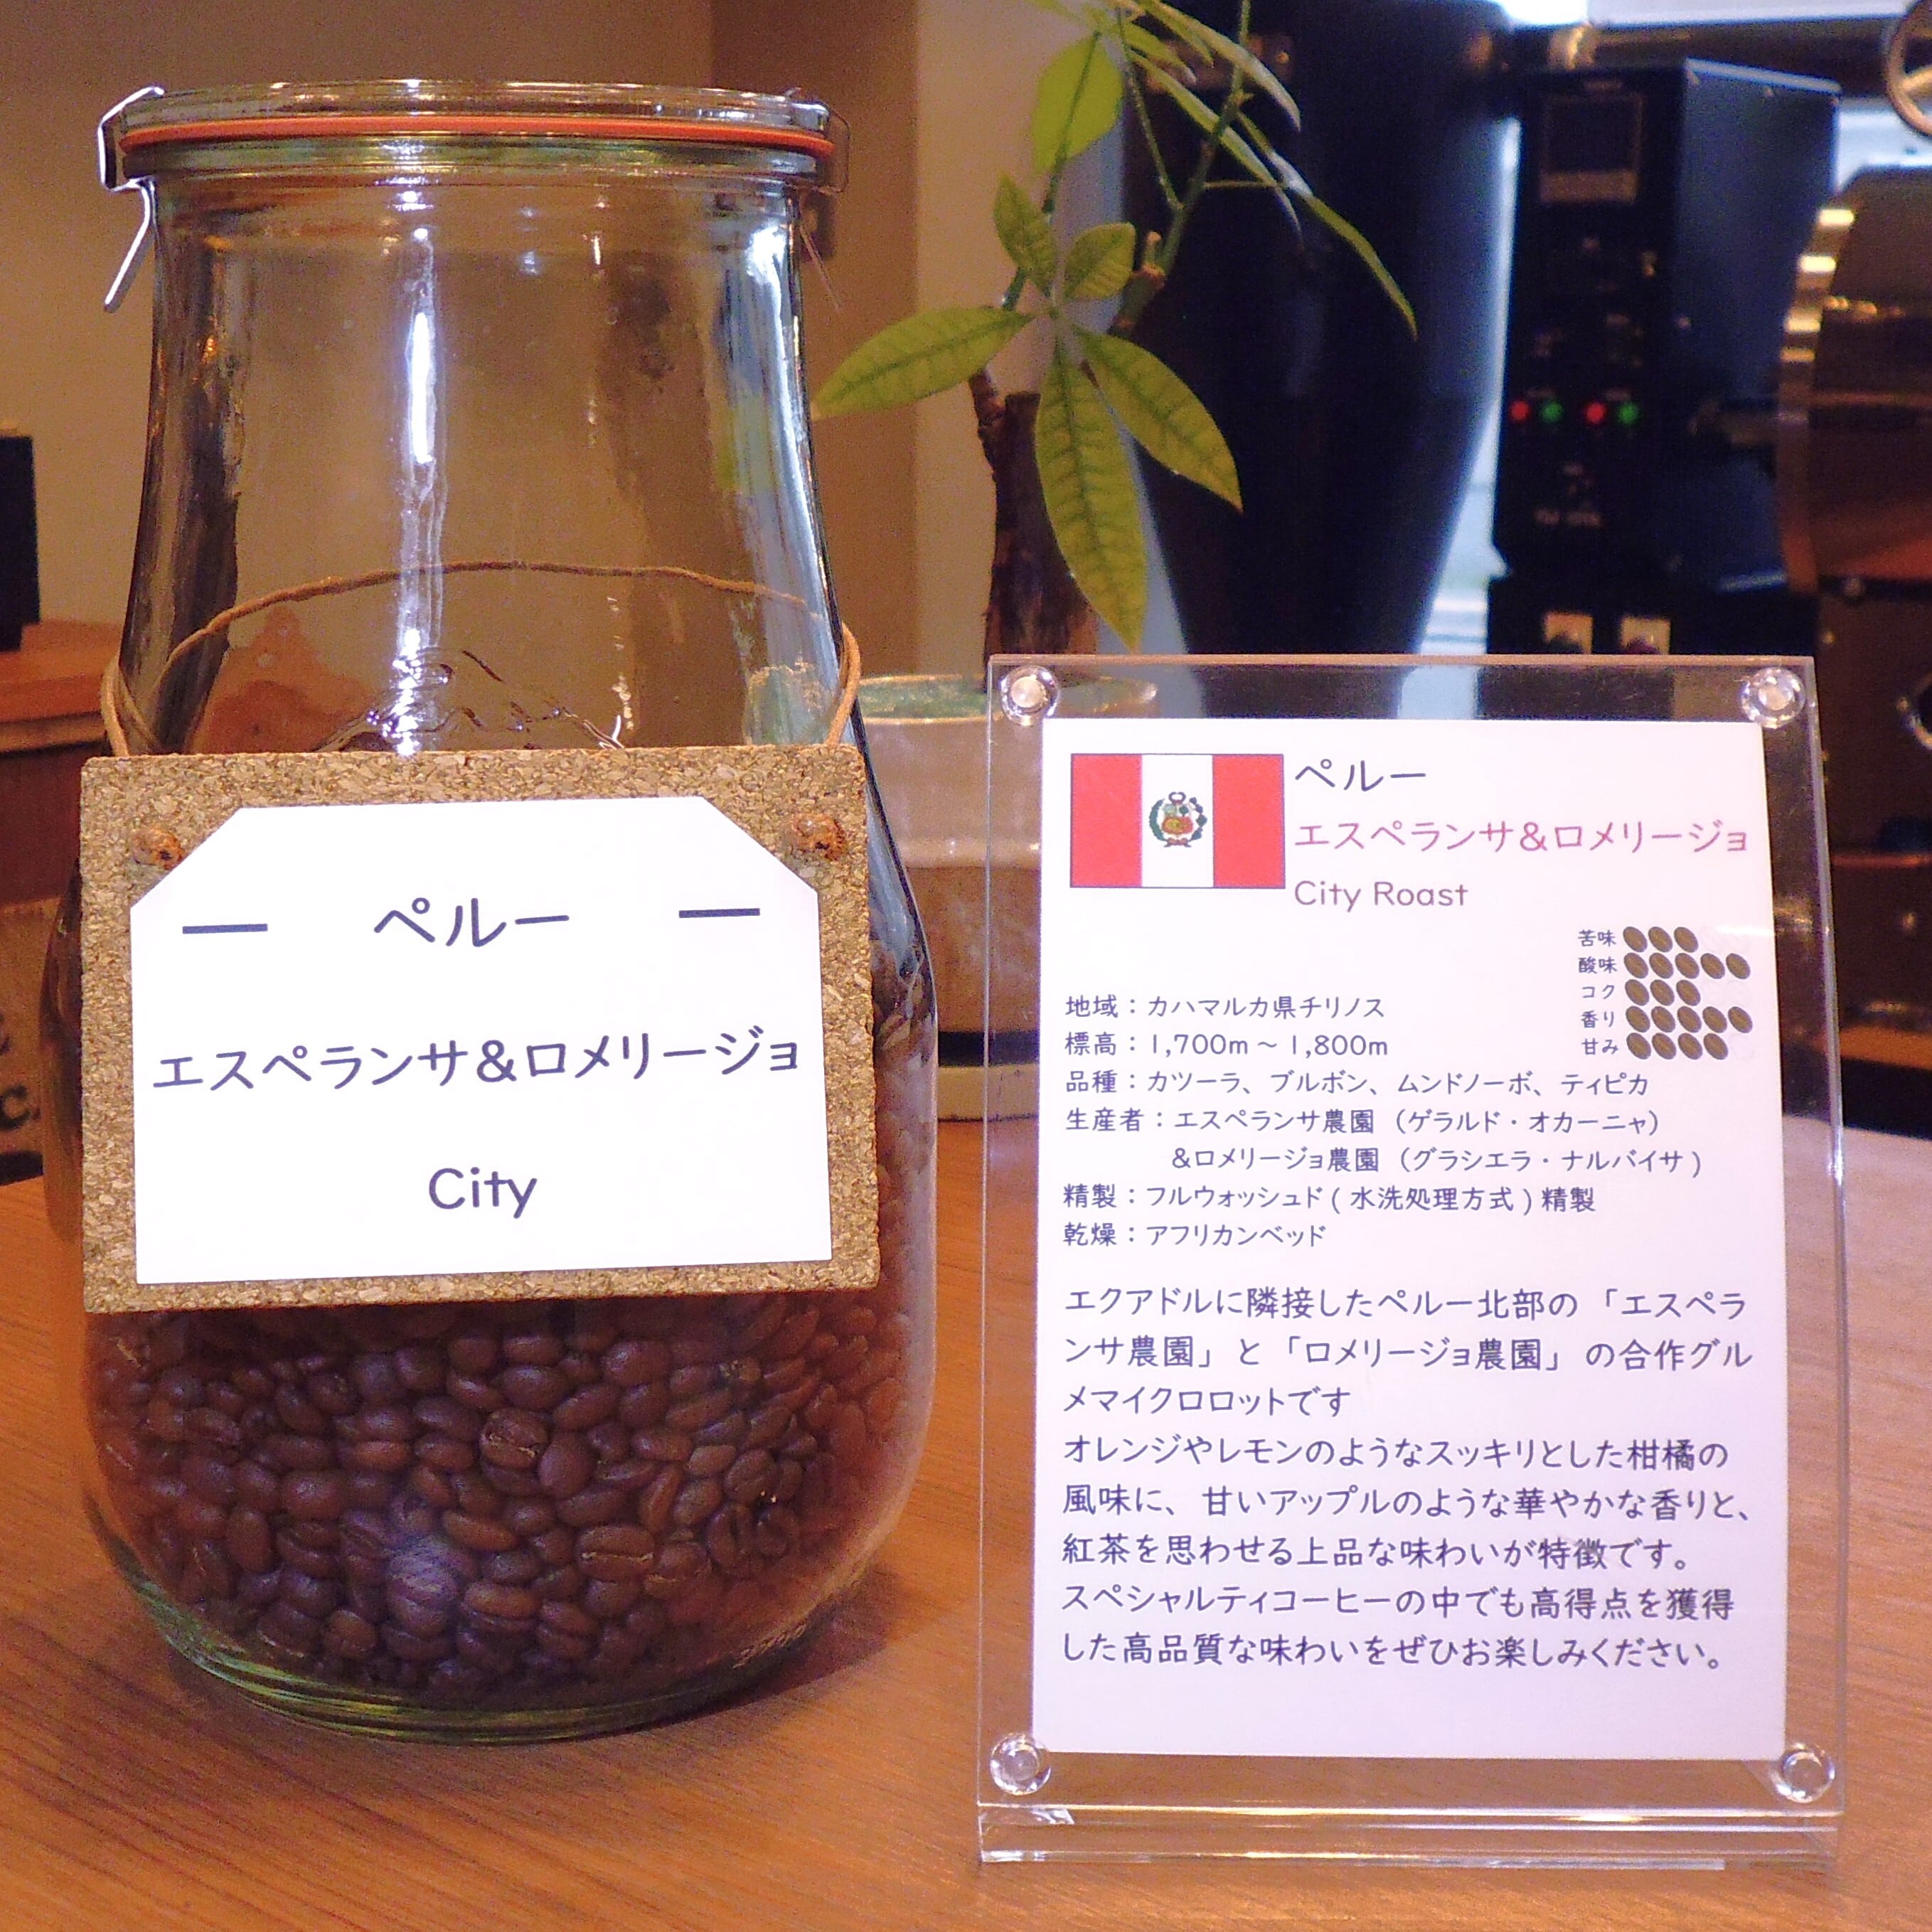 ー ペルー ー
エスペランサ&ロメリージョ
City
ペルー
エスペランサ&ロメリージョ
City Roast
苦味
酸味
コク
香り
甘み
地域：カハマルカ県チリノス
標高：1,700m～1,800m
品種：カツーラ、ブルボン、ムンドノーボ、ティピカ
生産者：エスペランサ農園（ゲラルド・オカーニャ）
&ロメリージョ農園（グラシエラ・ナルバイサ)
精製：フルウォッシュド(水洗処理方式)精製
乾燥：アフリカンベッド
エクアドルに隣接したペルー北部の「エスペラ
ンサ農園」と「ロメリージョ農園」の合作グル
メマイクロロットです
オレンジやレモンのようなスッキリとした柑橘の
風味に、甘いアップルのような華やかな香りと、
紅茶を思わせる上品な味わいが特徴です。
スペシャルティコーヒーの中でも高得点を獲得
した高品質な味わいをぜひお楽しみください。